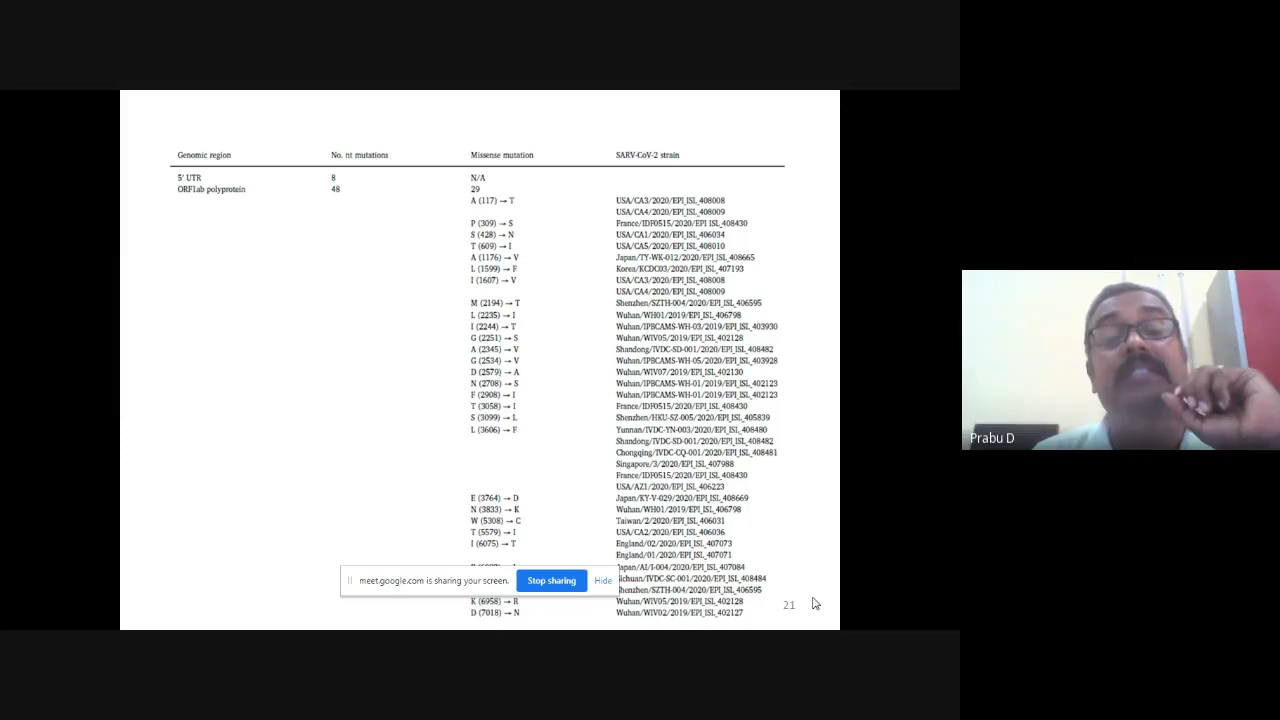 Genomic region No. nt mutations Missense mutation SARV-CoV-2 strain
5' UTR 8 N/A
ORF1ab polyprotein 48 29
A (117) → T USA/CA3/2020/EPI_ISL_408008
USA/CA4/2020/EPI_ISL_408009
P (309) → S France/IDF0515/2020/EPI ISL_408430
S (428) → N USA/CA1/2020/EPI_ISL_406034
T (609) → I USA/CA5/2020/EPI_ISL_408010
A (1176) → V Japan/TY-WK-012/2020/EPI_ISL_408665
L (1599) → F Korea/KCDC03/2020/EPI_ISL_407193
I (1607) → V USA/CA3/2020/EPI_ISL_408008
USA/CA4/2020/EPI_ISL_408009
M (2194) → T Shenzhen/SZTH-004/2020/EPI_ISL_406595
L (2235) → I Wuhan/WH01/2019/EPI_ISL_406798
I (2244) → T Wuhan/IPBCAMS-WH-03/2019/EPI_ISL_403930
G (2251) → S Wuhan/WIV05/2019/EPI_ISL_402128
A (2345) → V Shandong/IVDC-SD-001/2020/EPI_ISL_408482
G (2534) → V Wuhan/IPBCAMS-WH-05/2020/EPI_ISL_403928
D (2579) → A Wuhan/WIV07/2019/EPI_ISL_402130
N (2708) → S Wuhan/IPBCAMS-WH-01/2019/EPI_ISL_402123
F (2908) → I Wuhan/IPBCAMS-WH-01/2019/EPI_ISL_402123
T (3058) → I France/IDF0515/2020/EPI_ISL_408430
S (3099) → L Shenzhen/HKU-SZ-005/2020/EPI_ISL_405839
L (3606) → F Yunnan/IVDC-YN-003/2020/EPI_ISL_408480
Shandong/IVDC-SD-001/2020/EPI_ISL_408482
Chongqing/IVDC-CQ-001/2020/EPI_ISL_408481
Singapore/3/2020/EPI_ISL_407988
France/IDF0515/2020/EPI_ISL_408430
USA/AZ1/2020/EPI_ISL_406223
E (3764) → D Japan/KY-V-029/2020/EPI_ISL_408669
N (3833) → K Wuhan/WH01/2019/EPI_ISL_406798
W (5308) → C Taiwan/2/2020/EPI_ISL_406031
T (5579) → I USA/CA2/2020/EPI_ISL_406036
I (6075) → T England/02/2020/EPI_ISL_407073
England/01/2020/EPI_ISL_407071
Japan/AI/I-004/2020/EPI_ISL_407084
Sichuan/IVDC-SC-001/2020/EPI_ISL_408484
Shenzhen/SZTH-004/2020/EPI_ISL_406595
K (6958) → R Wuhan/WIV05/2019/EPI_ISL_402128
D (7018) → N Wuhan/WIV02/2019/EPI_ISL_402127
meet.google.com is sharing your screen. Stop sharing Hide
21
Prabu D